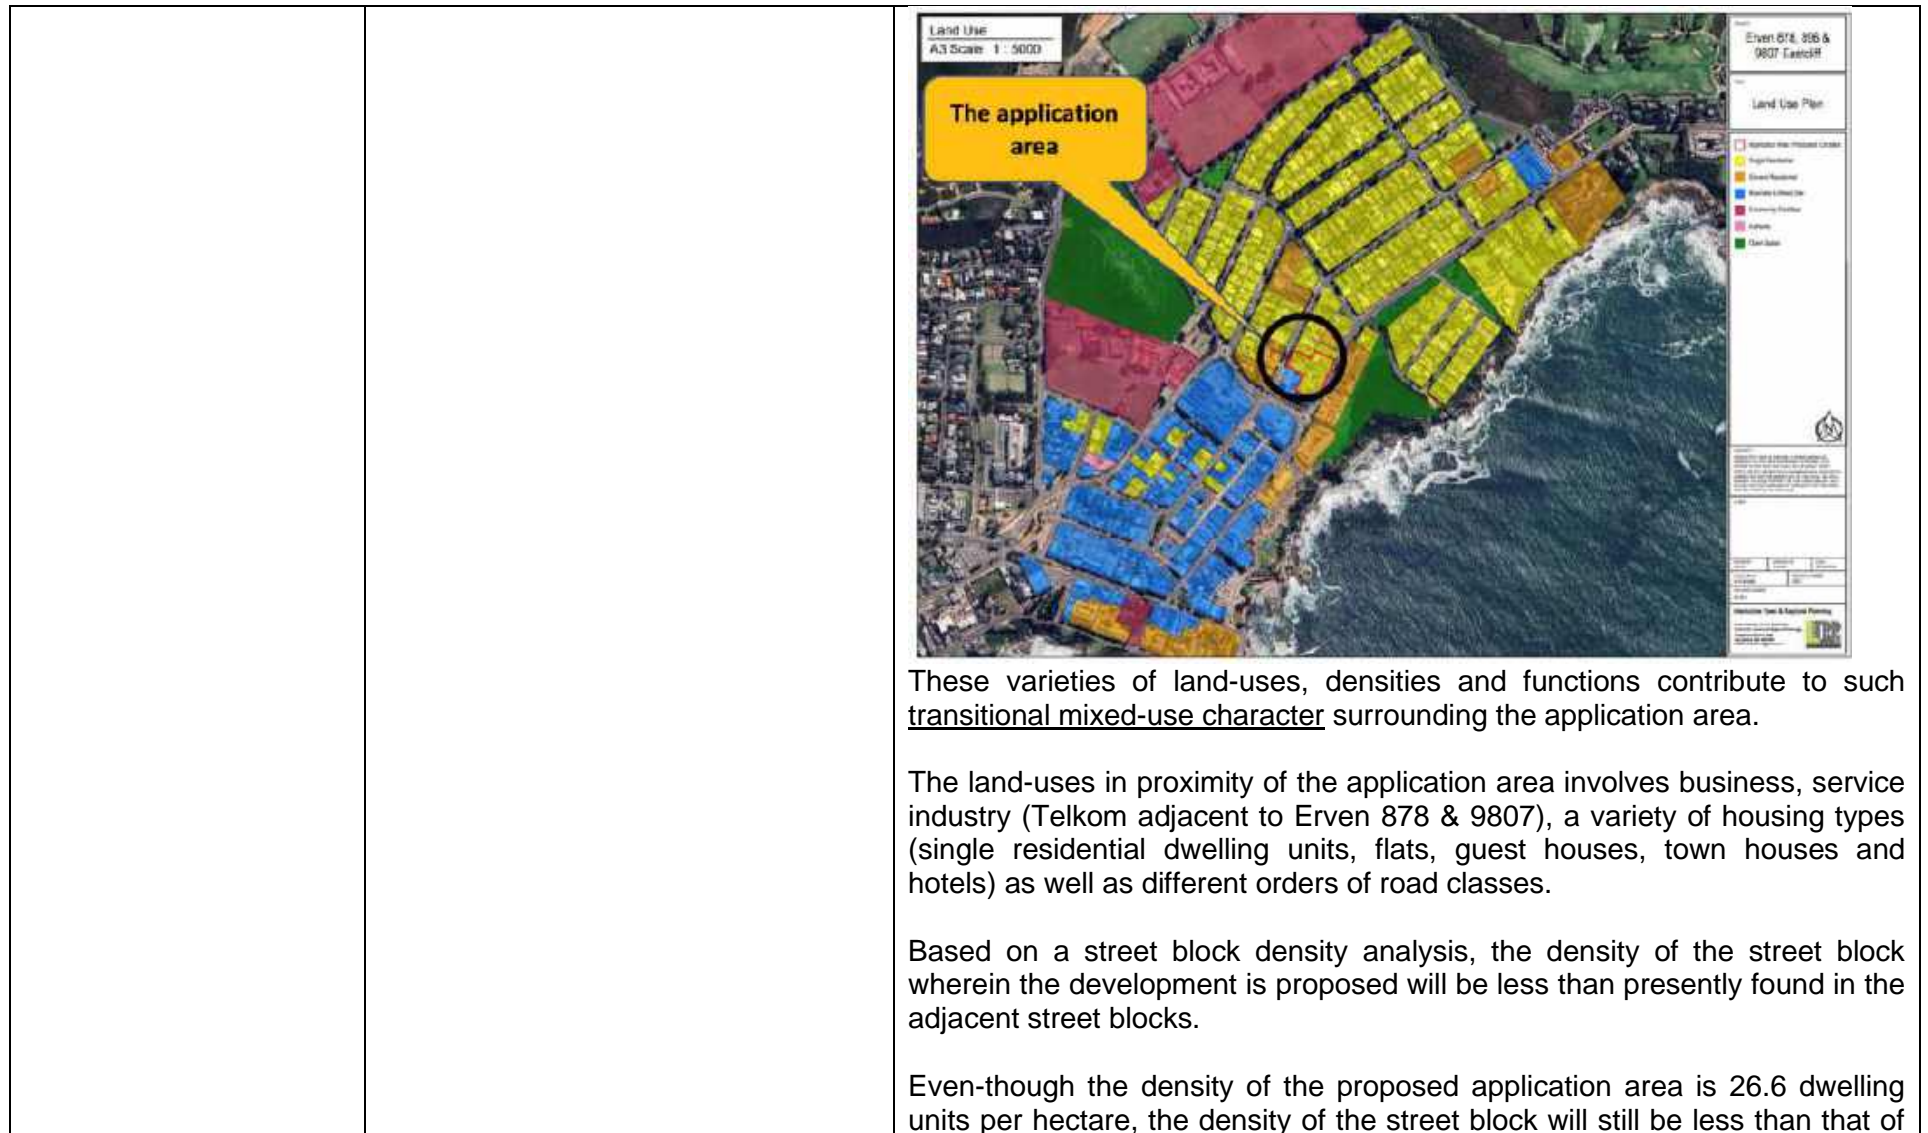 Land Use
A3 Scale 1 : 5000
The application
area
Erven 878, 896 &
9807 Eastcliff
Land Use Plan
Single Residential
General Residential
Open Space
These varieties of land-uses, densities and functions contribute to such
transitional mixed-use character surrounding the application area.
The land-uses in proximity of the application area involves business, service
industry (Telkom adjacent to Erven 878 & 9807), a variety of housing types
(single residential dwelling units, flats, guest houses, town houses and
hotels) as well as different orders of road classes.
Based on a street block density analysis, the density of the street block
wherein the development is proposed will be less than presently found in the
adjacent street blocks.
Even-though the density of the proposed application area is 26.6 dwelling
units per hectare, the density of the street block will still be less than that of